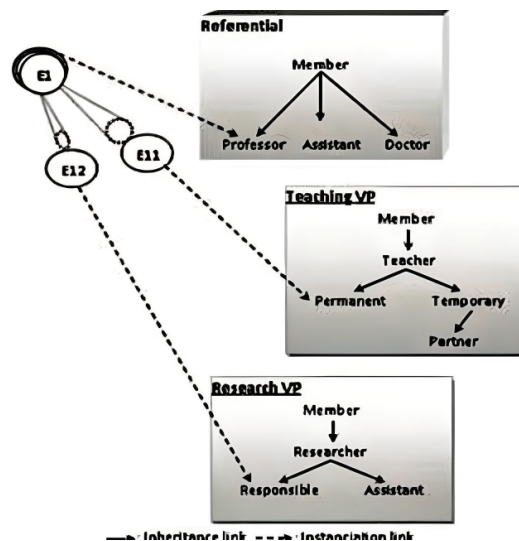 Referential
E1
Member
Professor Assistant Doctor
E11
E12
Teaching VP
Member
Teacher
Permanent Temporary
Partner
Research VP
Member
Researcher
Responsible Assistant
: Inheritance link : Instanciation link